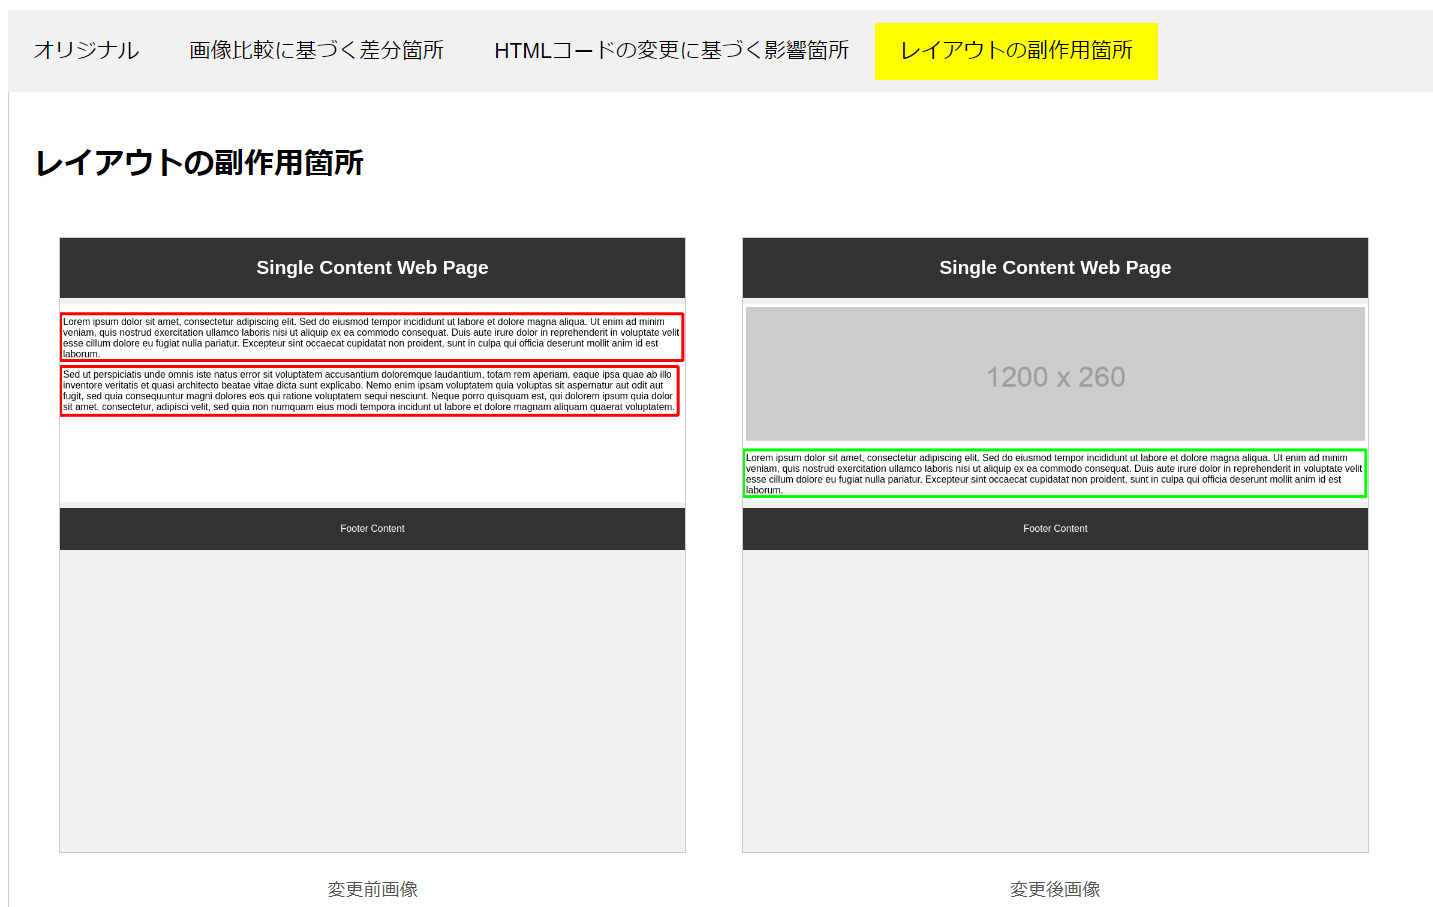 オリジナル 画像比較に基づく差分箇所 HTMLコードの変更に基づく影響箇所 レイアウトの副作用箇所
レイアウトの副作用箇所
Single Content Web Page
Lorem ipsum dolor sit amet, consectetur adipiscing elit. Sed do eiusmod tempor incididunt ut labore et dolore magna aliqua. Ut enim ad minim
veniam, quis nostrud exercitation ullamco laboris nisi ut aliquip ex ea commodo consequat. Duis aute irure dolor in reprehenderit in voluptate velit
esse cillum dolore eu fugiat nulla pariatur. Excepteur sint occaecat cupidatat non proident, sunt in culpa qui officia deserunt mollit anim id est
laborum.
Sed ut perspiciatis unde omnis iste natus error sit voluptatem accusantium doloremque laudantium, totam rem aperiam, eaque ipsa quae ab illo
inventore veritatis et quasi architecto beatae vitae dicta sunt explicabo. Nemo enim ipsam voluptatem quia voluptas sit aspernatur aut odit aut
fugit, sed quia consequuntur magni dolores eos qui ratione voluptatem sequi nesciunt. Neque porro quisquam est, qui dolorem ipsum quia dolor
sit amet, consectetur, adipisci velit, sed quia non numquam eius modi tempora incidunt ut labore et dolore magnam aliquam quaerat voluptatem.
Footer Content
変更前画像
Single Content Web Page
1200 x 260
Lorem ipsum dolor sit amet, consectetur adipiscing elit. Sed do eiusmod tempor incididunt ut labore et dolore magna aliqua. Ut enim ad minim
veniam, quis nostrud exercitation ullamco laboris nisi ut aliquip ex ea commodo consequat. Duis aute irure dolor in reprehenderit in voluptate velit
esse cillum dolore eu fugiat nulla pariatur. Excepteur sint occaecat cupidatat non proident, sunt in culpa qui officia deserunt mollit anim id est
laborum.
Footer Content
変更後画像